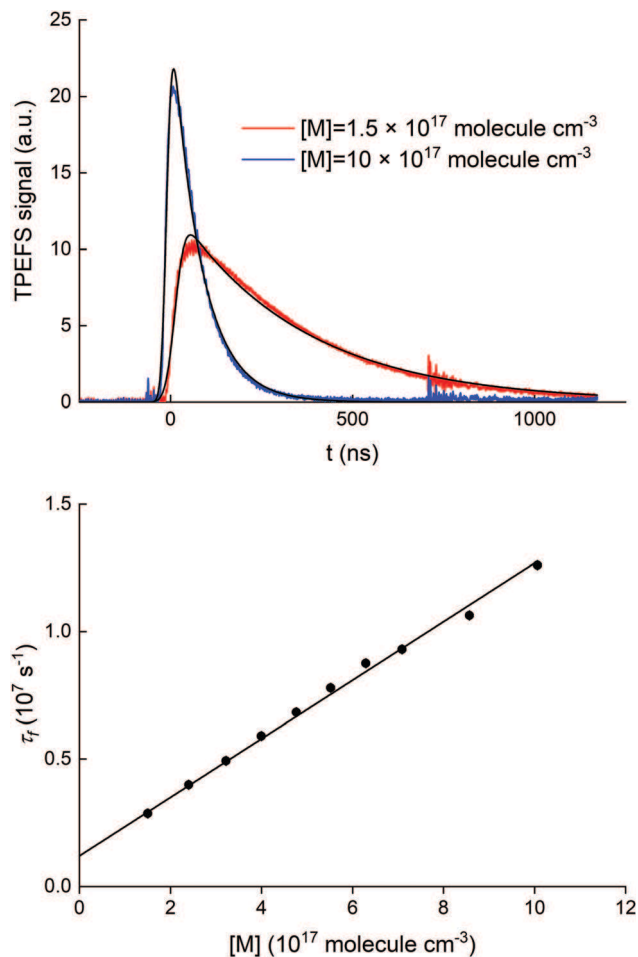 TPEFS signal (a.u.)
25
20
15
10
5
0
[M]=1.5 × 10¹⁷ molecule cm⁻³
[M]=10 × 10¹⁷ molecule cm⁻³
0 500 1000
t (ns)
τf (10⁷ s⁻¹)
1.5
1.0
0.5
0.0
0 2 4 6 8 10 12
[M] (10¹⁷ molecule cm⁻³)